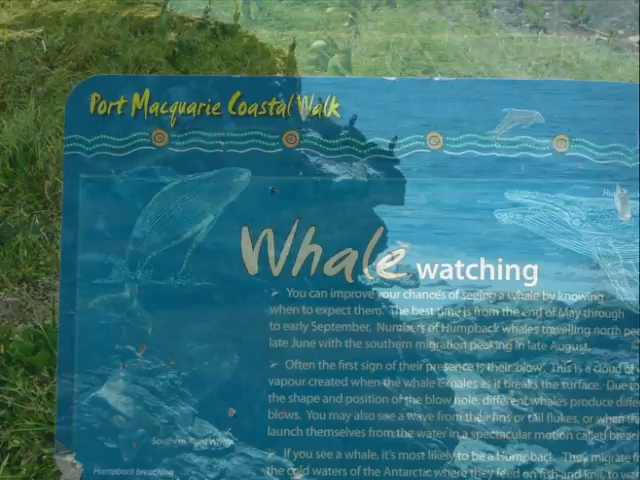 Port Macquarie Coastal Walk
Whale watching
➢ You can improve your chances of seeing a whale by knowing
when to expect them. The best time is from the end of May through
to early September. Numbers of Humpback whales travelling north
late June with the southern migration peaking in late August.
➢ Often the first sign of their presence is their 'blow'. This is a cloud of
vapour created when the whale exhales as it breaks the surface. Due to
the shape and position of the blow hole, different whales produce
blows. You may also see a wave from their fins or tail flukes, or when
launch themselves from the water in a spectacular motion called
➢ If you see a whale, it's most likely to be a Humpback. They migrate
the cold waters of the Antarctic where they feed on fish and krill, to
Southern Right Whale
Humpback breaching